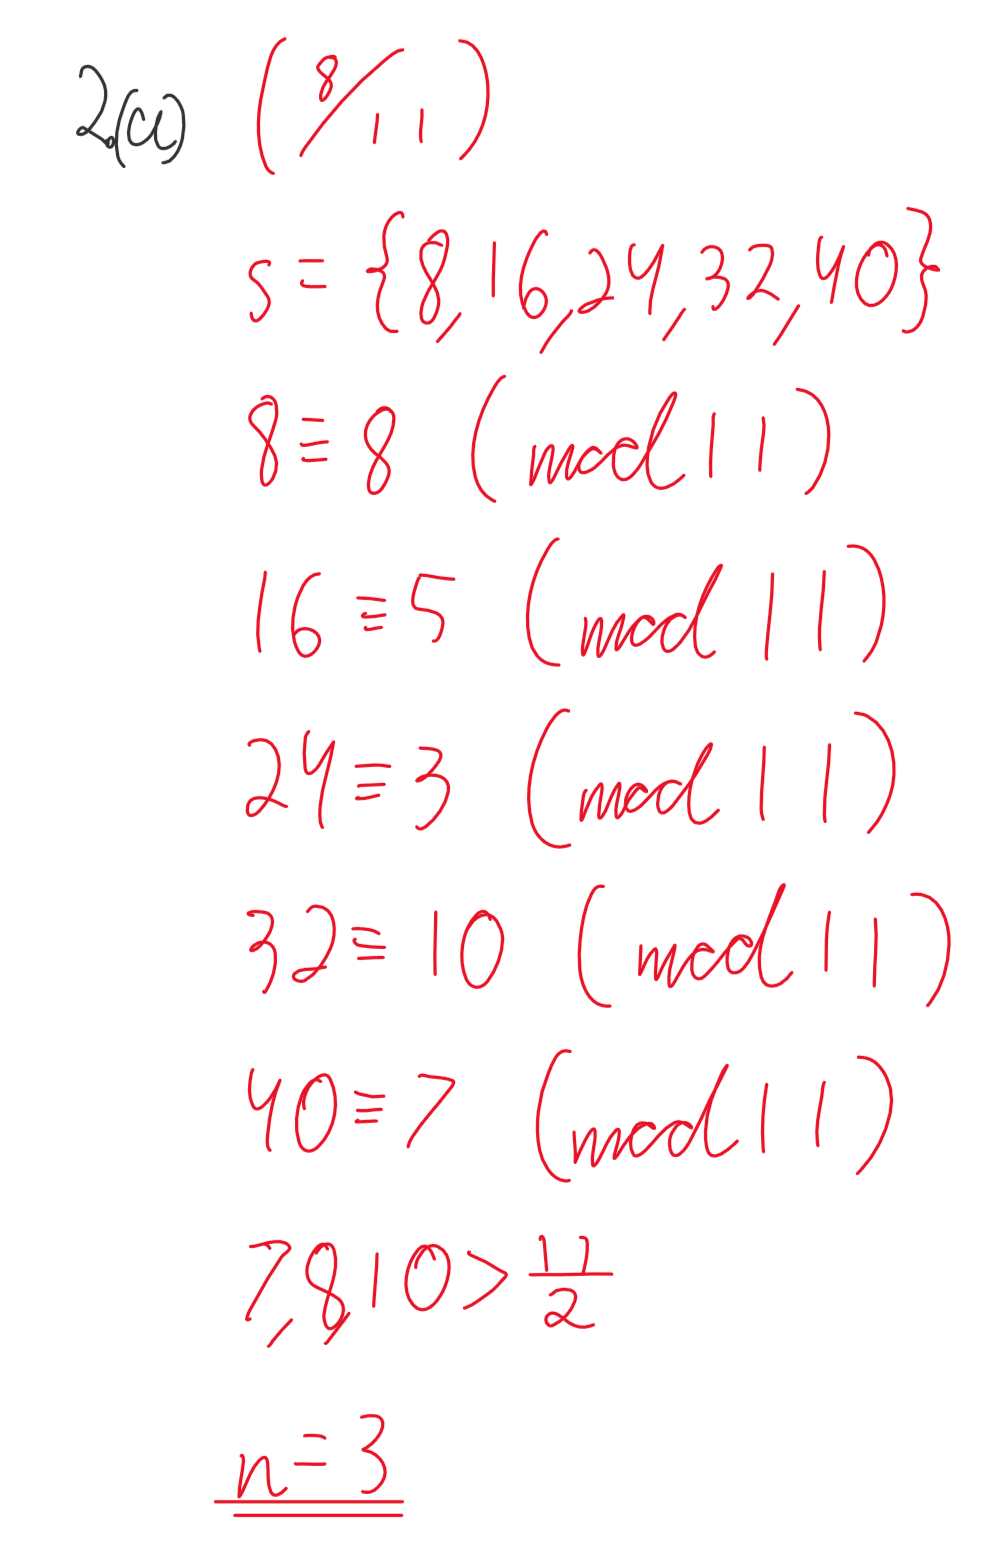 2.(a) (8/11)
s = {8,16,24,32,40}
8 ≡ 8 (mod 11)
16 ≡ 5 (mod 11)
24 ≡ 3 (mod 11)
32 ≡ 10 (mod 11)
40 ≡ 7 (mod 11)
7,8,10 > 11/2
n = 3